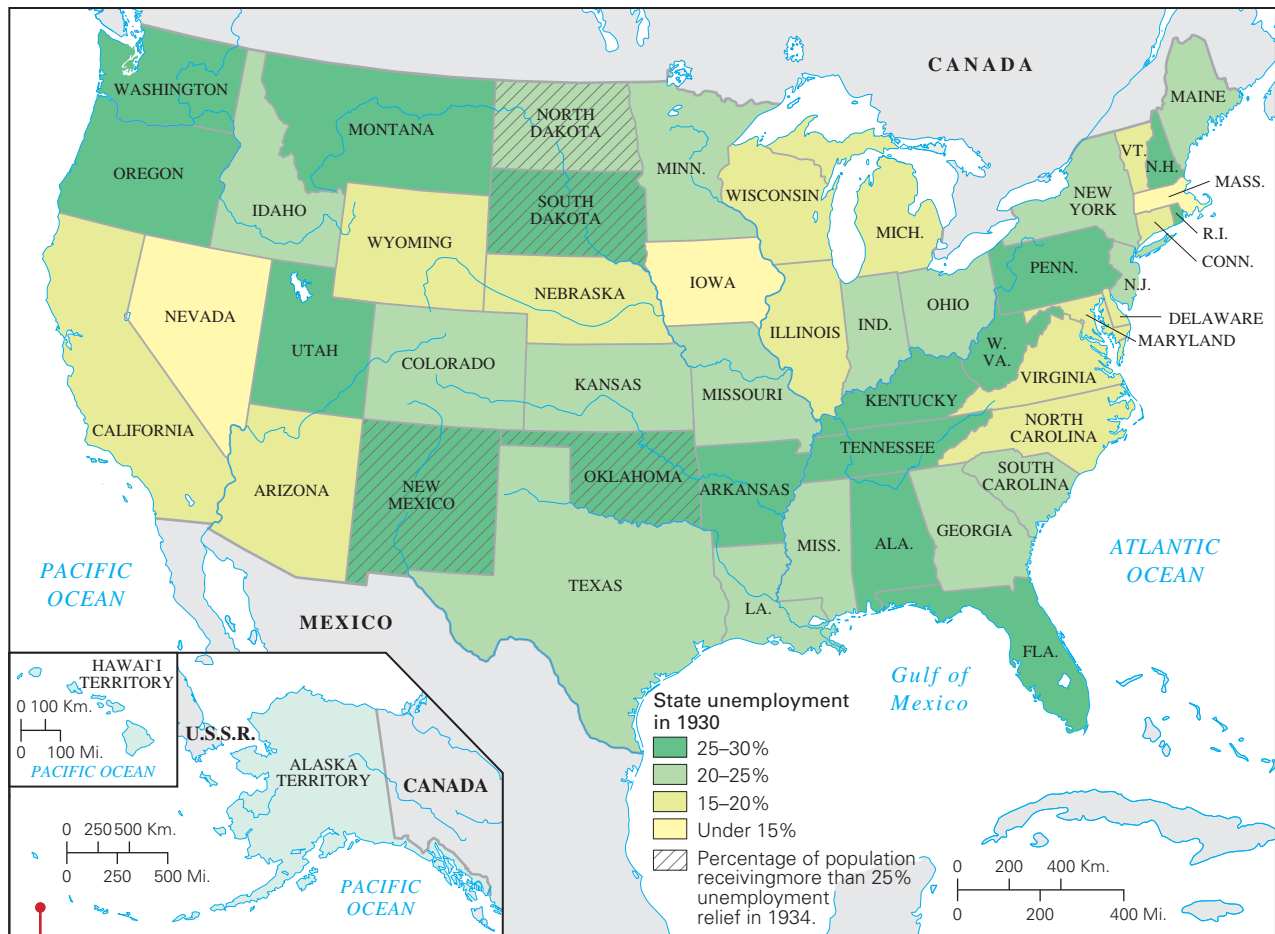 CANADA
WASHINGTON
MONTANA
NORTH
DAKOTA
MINN.
MAINE
VT.
N.H.
OREGON
IDAHO
SOUTH
DAKOTA
WISCONSIN
MICH.
NEW
YORK
MASS.
R.I.
CONN.
WYOMING
IOWA
PENN.
N.J.
NEBRASKA
NEVADA
UTAH
COLORADO
KANSAS
MISSOURI
ILLINOIS
IND.
OHIO
DELAWARE
MARYLAND
W.
VA.
VIRGINIA
KENTUCKY
CALIFORNIA
ARIZONA
NEW
MEXICO
OKLAHOMA
ARKANSAS
TENNESSEE
NORTH
CAROLINA
SOUTH
CAROLINA
TEXAS
LA.
MISS.
ALA.
GEORGIA
FLA.
PACIFIC
OCEAN
ATLANTIC
OCEAN
MEXICO
Gulf of
Mexico
HAWAI'I
TERRITORY
0 100 Km.
0 100 Mi.
PACIFIC OCEAN
U.S.S.R.
ALASKA
TERRITORY
CANADA
0 250 500 Km.
0 250 500 Mi.
PACIFIC
OCEAN
State unemployment
in 1930
25–30%
20–25%
15–20%
Under 15%
Percentage of population
receivingmore than 25%
unemployment
relief in 1934.
0 200 400 Km.
0 200 400 Mi.